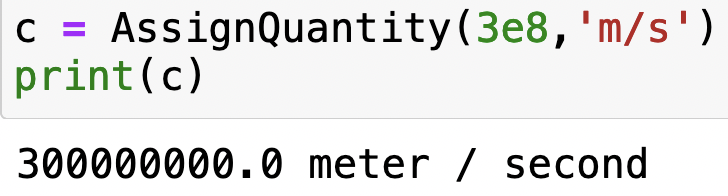 c = AssignQuantity(3e8,'m/s')
print(c)
300000000.0 meter / second